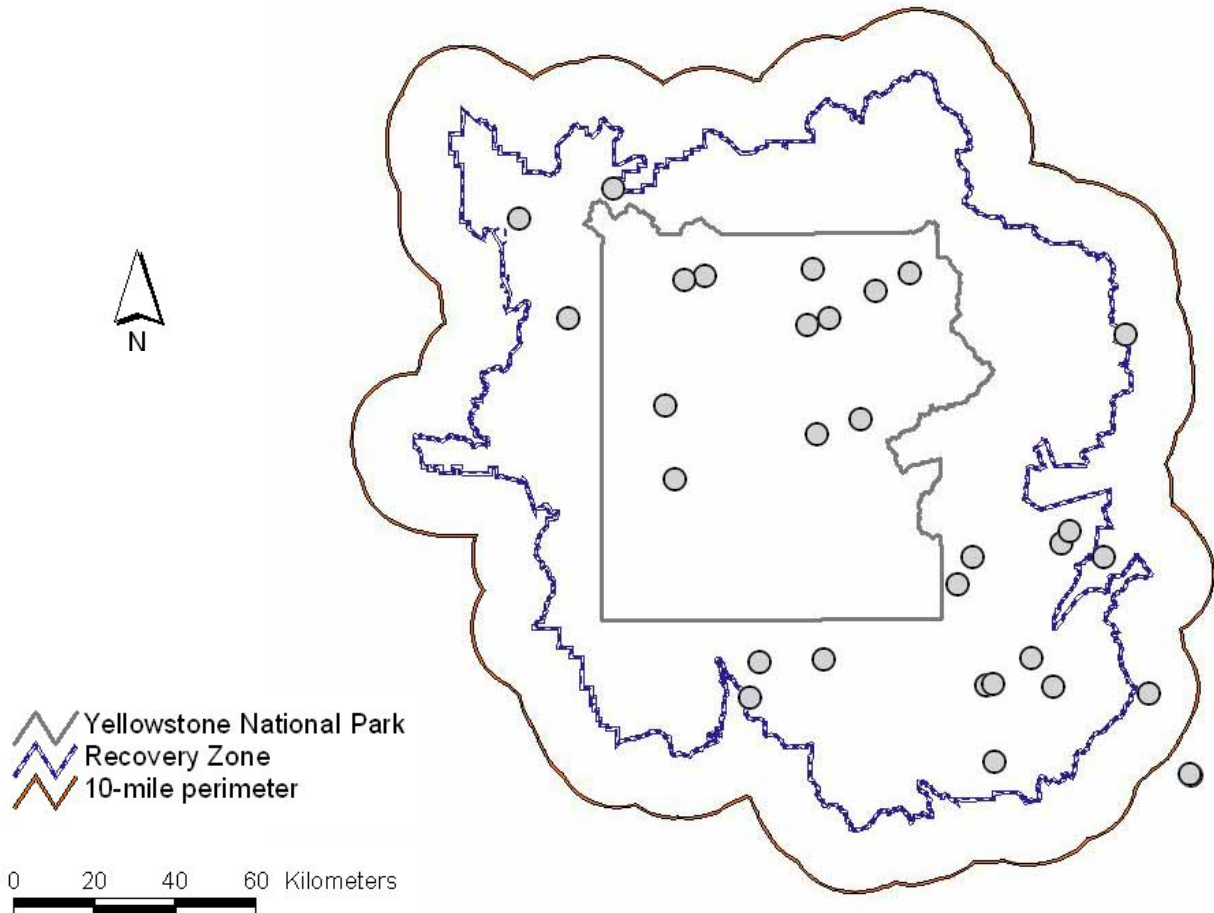 N
Yellowstone National Park
Recovery Zone
10-mile perimeter
0 20 40 60 Kilometers